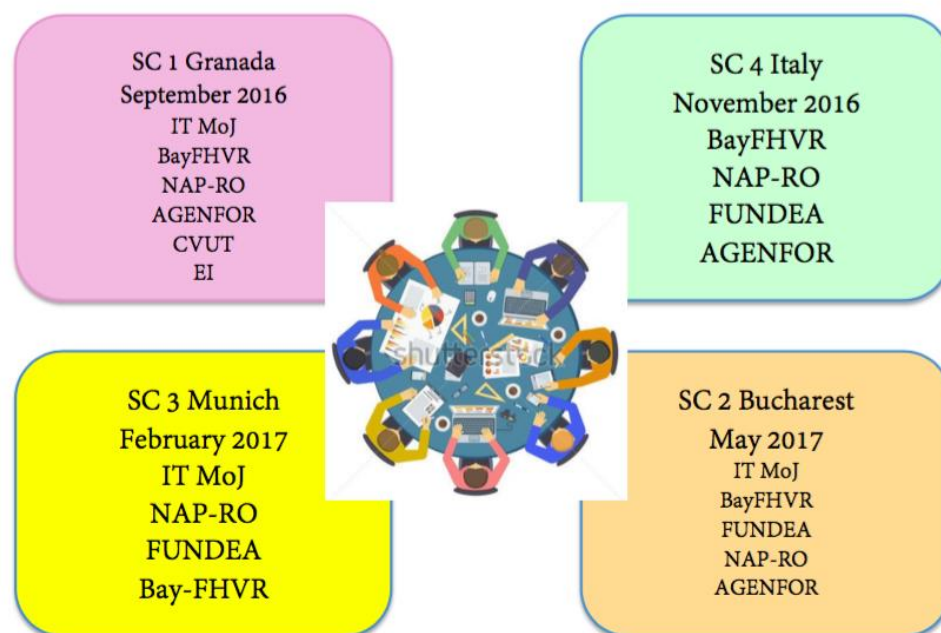 SC 1 Granada
September 2016
IT MoJ
BayFHVR
NAP-RO
AGENFOR
CVUT
EI
SC 4 Italy
November 2016
BayFHVR
NAP-RO
FUNDEA
AGENFOR
shutterstock
SC 3 Munich
February 2017
IT MoJ
NAP-RO
FUNDEA
Bay-FHVR
SC 2 Bucharest
May 2017
IT MoJ
BayFHVR
FUNDEA
NAP-RO
AGENFOR